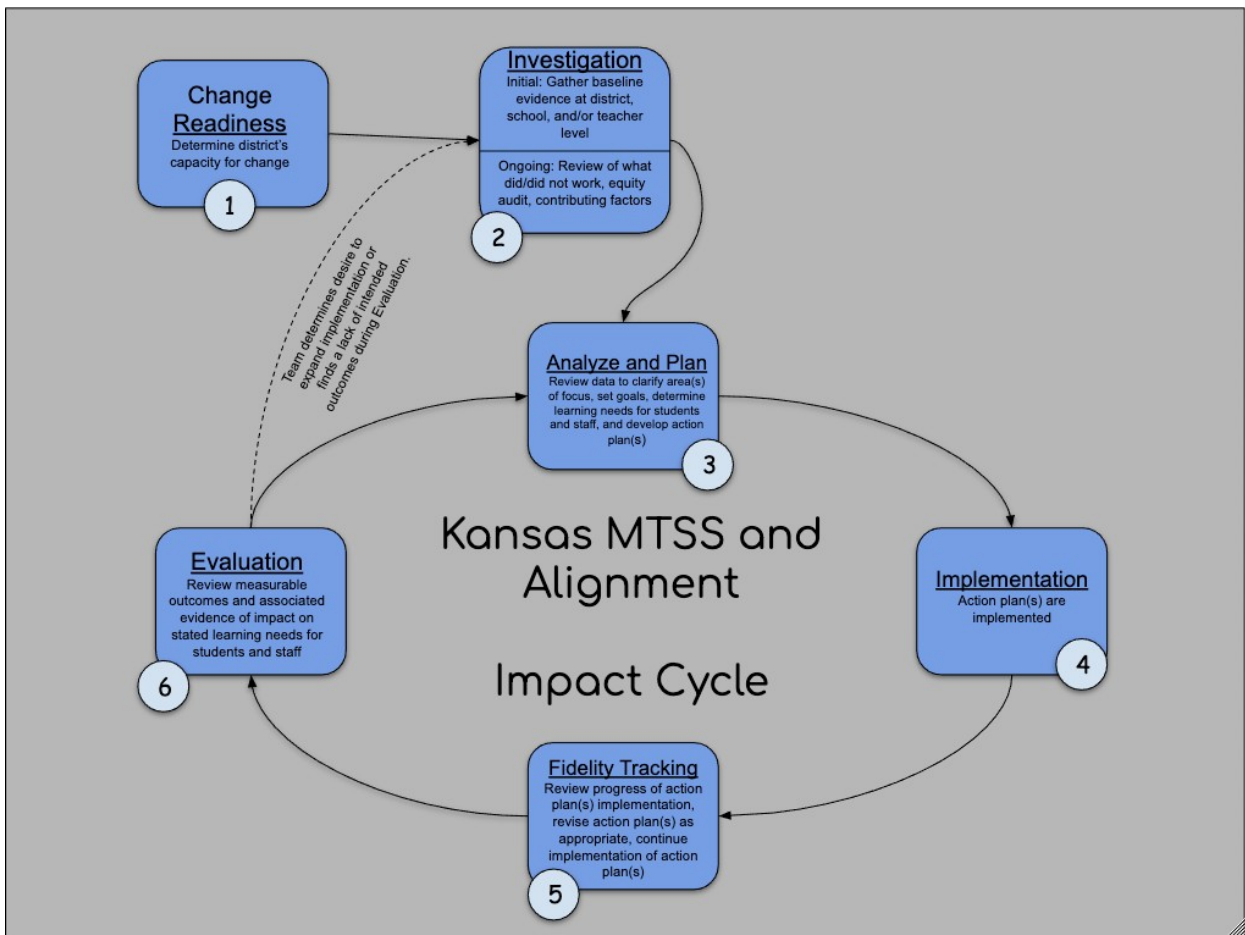 Change
Readiness
Determine district's
capacity for change
1
Investigation
Initial: Gather baseline
evidence at district,
school, and/or teacher
level
Ongoing: Review of what
did/did not work, equity
audit, contributing factors
2
Team determines desire to
expand implementation or
finds a lack of intended
outcomes during Evaluation.
Analyze and Plan
Review data to clarify area(s)
of focus, set goals, determine
learning needs for students
and staff, and develop action
plan(s)
3
Kansas MTSS and
Alignment
Impact Cycle
Implementation
Action plan(s) are
implemented
4
Fidelity Tracking
Review progress of action
plan(s) implementation,
revise action plan(s) as
appropriate, continue
implementation of action
plan(s)
5
Evaluation
Review measurable
outcomes and associated
evidence of impact on
stated learning needs for
students and staff
6